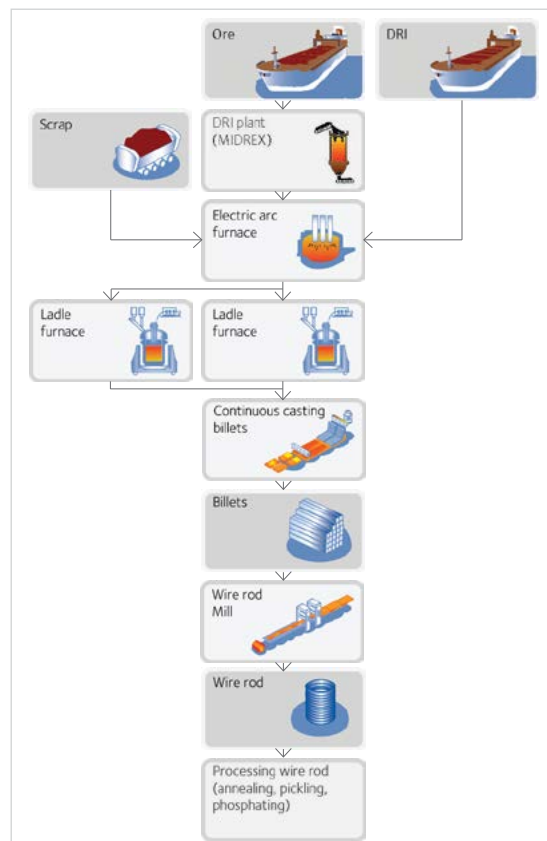 Ore
DRI
Scrap
DRI plant
(MIDREX)
Electric arc
furnace
Ladle
furnace
Ladle
furnace
Continuous casting
billets
Billets
Wire rod
Mill
Wire rod
Processing wire rod
(annealing, pickling,
phosphating)